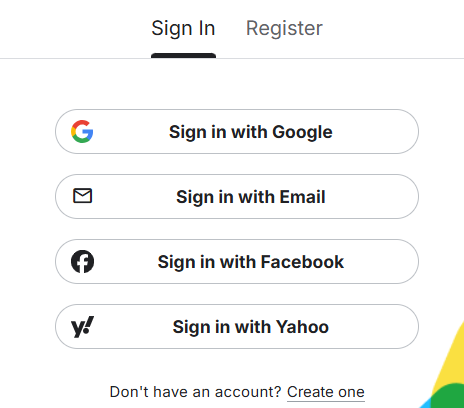 Sign In Register
Sign in with Google
Sign in with Email
Sign in with Facebook
Sign in with Yahoo
Don't have an account? Create one